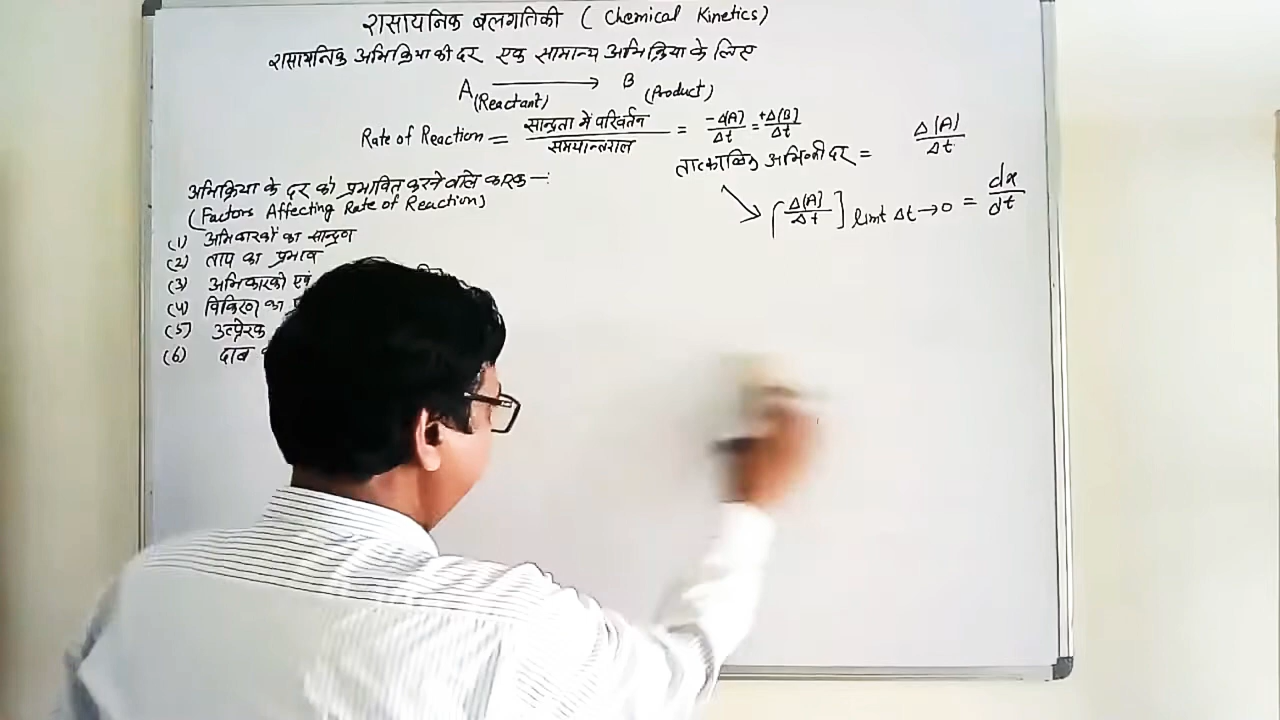 रासायनिक बलगतिकी ( Chemical Kinetics)
रासायनिक अभिक्रिया की दर एक सामान्य अभिक्रिया के लिए
A (Reactant) ⟶ B (Product)
Rate of Reaction = सान्द्रता में परिवर्तन / समयान्तराल = -d(A)/Δt = +Δ(B)/Δt
Δ(A)/Δt
तात्कालिक अभि० की दर =
[Δ(A)/Δt] limt Δt→0 = dx/dt
अभिक्रिया के दर को प्रभावित करने वाले कारक -:
(Factors Affecting Rate of Reaction)
(1) अभिकारकों का सान्द्रण
(2) ताप का प्रभाव
(3) अभिकारको एवं
(4) विकिरण का
(5) उत्प्रेरक
(6) दाब